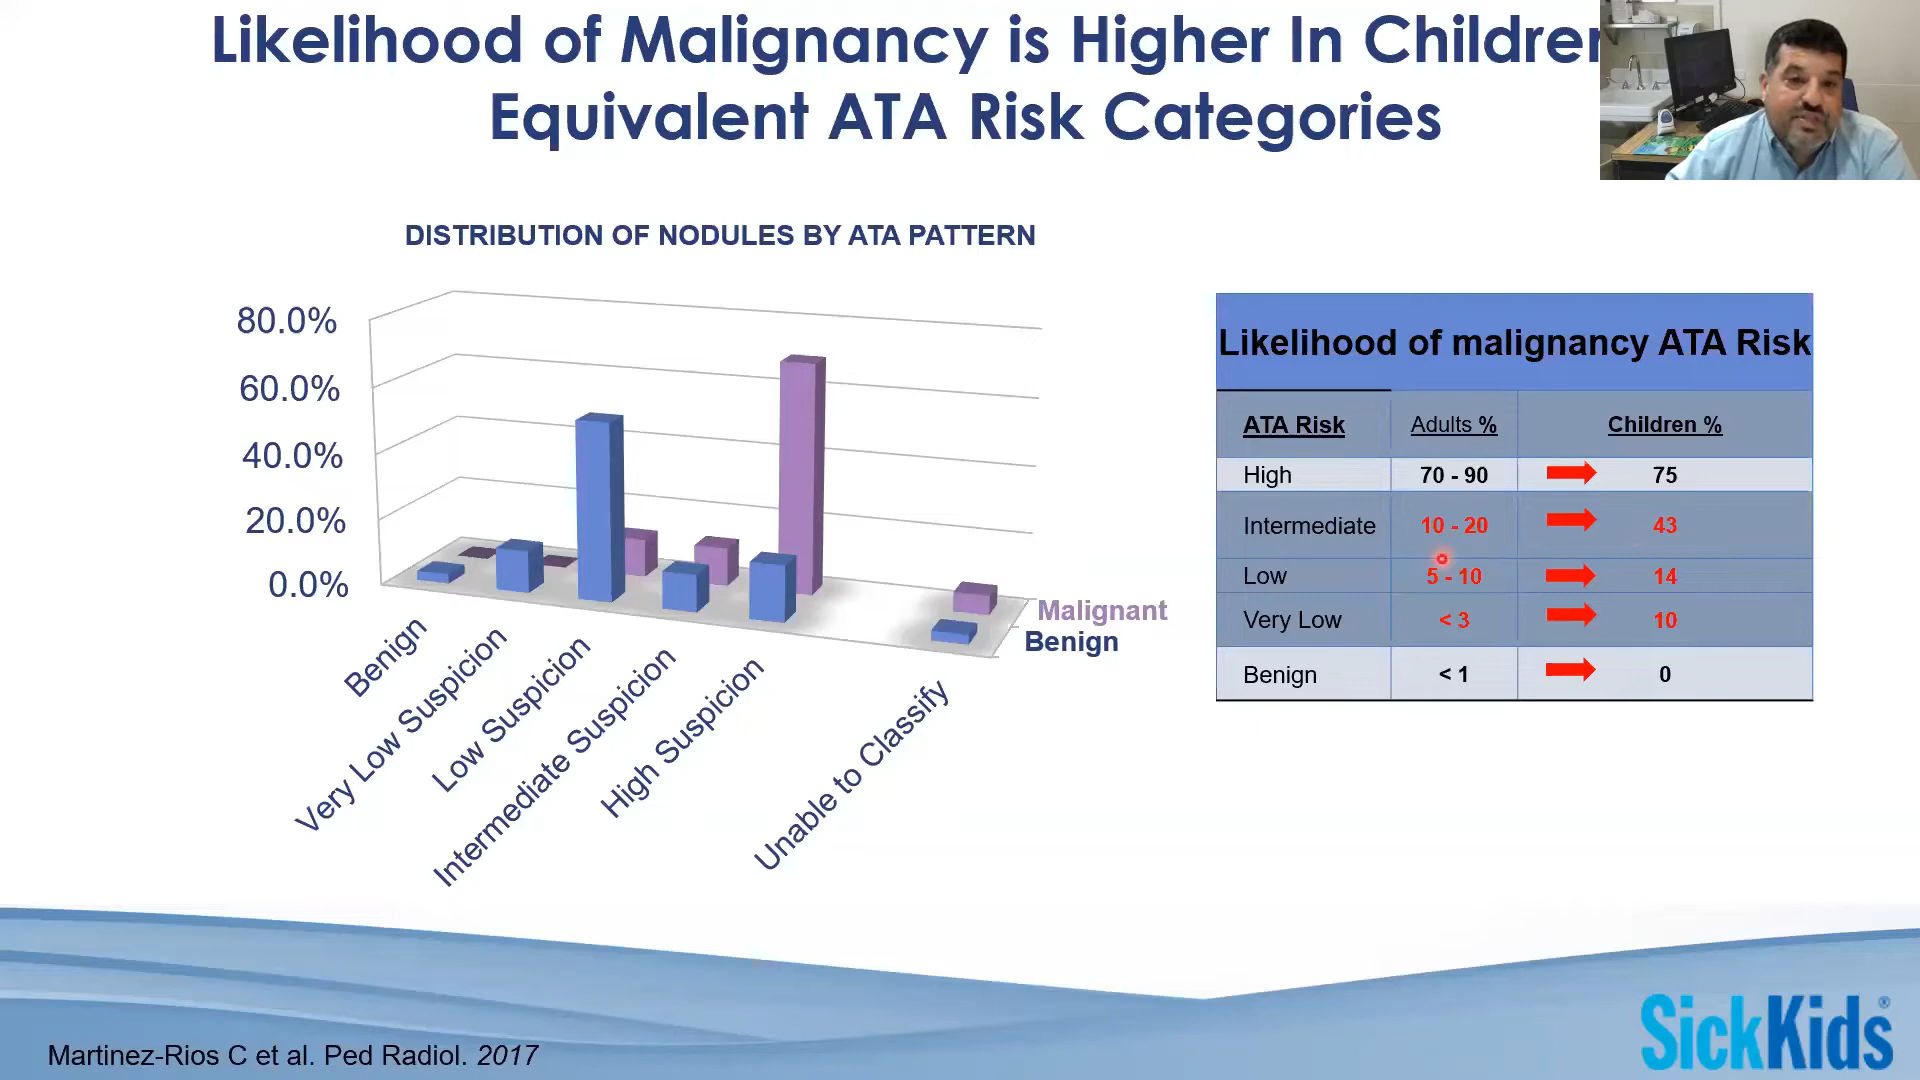 Likelihood of Malignancy is Higher In Children
Equivalent ATA Risk Categories
DISTRIBUTION OF NODULES BY ATA PATTERN
80.0%
60.0%
40.0%
20.0%
0.0%
Malignant
Benign
Benign
Very Low Suspicion
Low Suspicion
Intermediate Suspicion
High Suspicion
Unable to Classify
Likelihood of malignancy ATA Risk
ATA Risk Adults % Children %
High 70 - 90 75
Intermediate 10 - 20 43
Low 5 - 10 14
Very Low < 3 10
Benign < 1 0
Martinez-Rios C et al. Ped Radiol. 2017
SickKids®